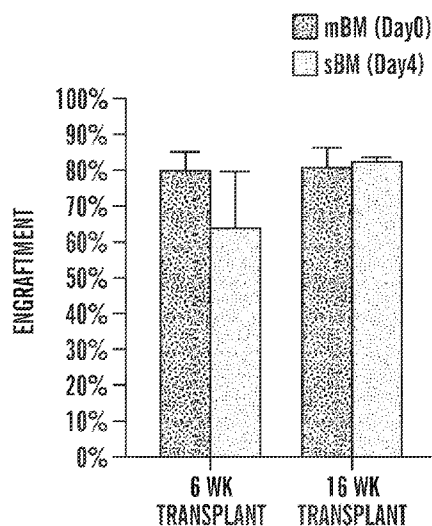 mBM (Day0)
sBM (Day4)
100%
90%
80%
70%
60%
50%
40%
30%
20%
10%
0%
ENGRAFTMENT
6 WK
TRANSPLANT
16 WK
TRANSPLANT